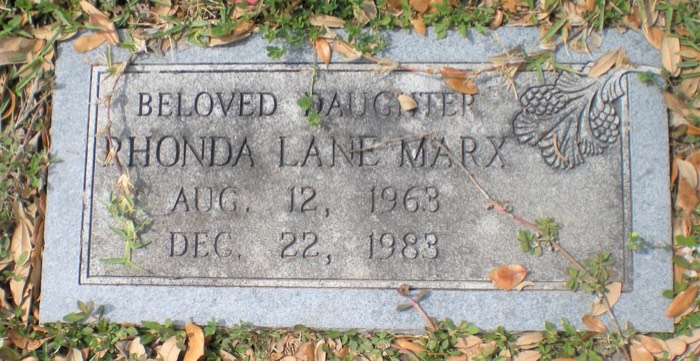 BELOVED DAUGHTER
RHONDA LANE MARX
AUG. 12, 1963
DEC. 22, 1983